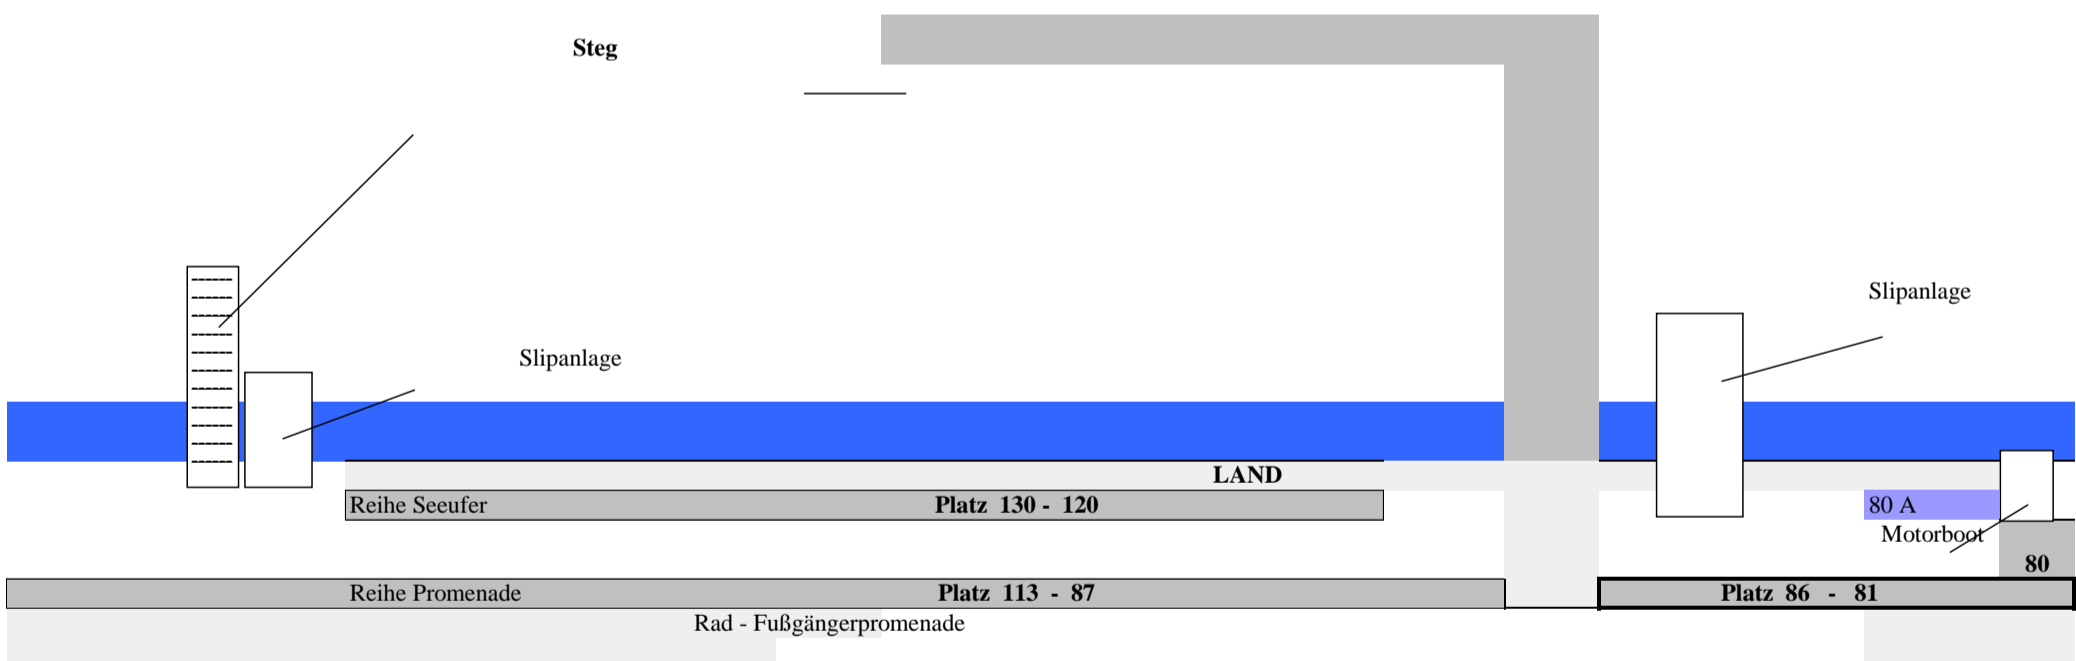 Steg
Slipanlage
Slipanlage
LAND
Reihe Seeufer Platz 130 - 120 80 A
Motorboot
80
Reihe Promenade Platz 113 - 87 Platz 86 - 81
Rad - Fußgängerpromenade